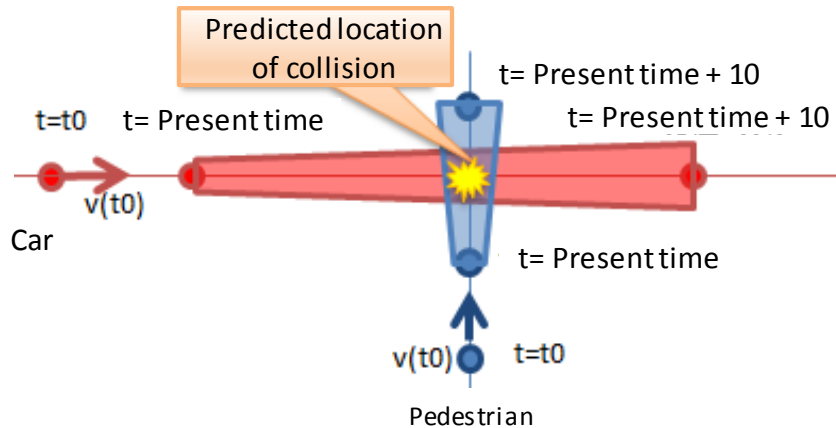 Predicted location
of collision
t= Present time + 10
t=t0
t= Present time
t= Present time + 10
v(t0)
Car
t= Present time
v(t0)
t=t0
Pedestrian